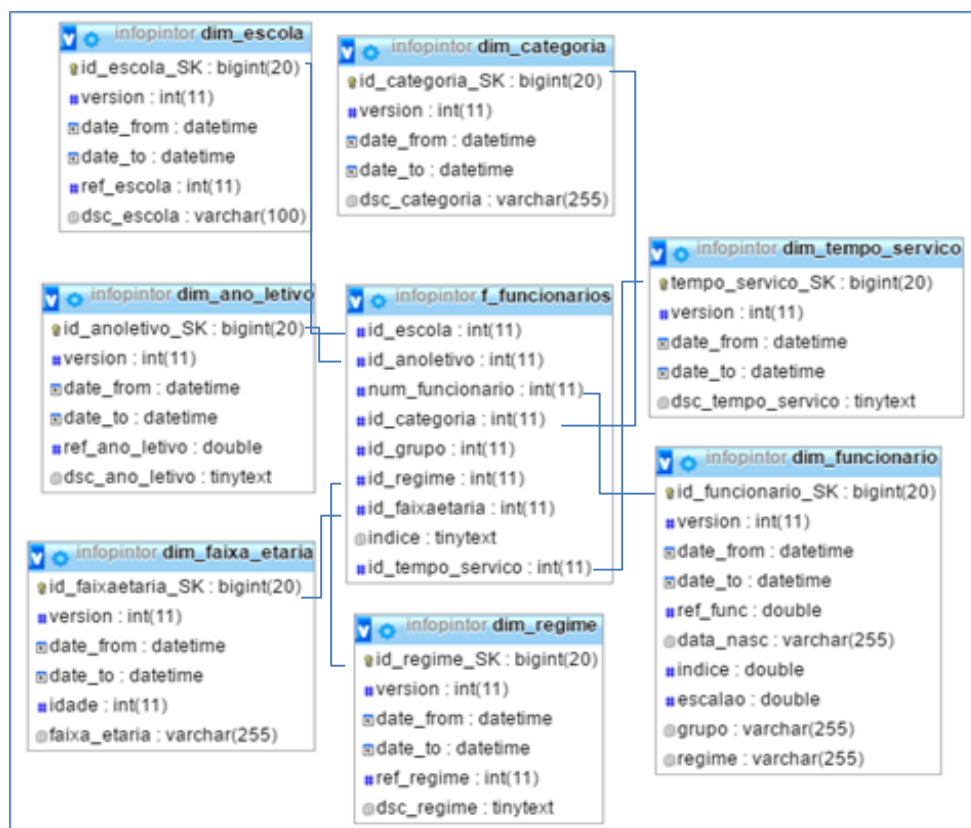 infopintor dim_escola
id_escola_SK : bigint(20)
version : int(11)
date_from : datetime
date_to : datetime
ref_escola : int(11)
dsc_escola : varchar(100)
infopintor dim_categoria
id_categoria_SK : bigint(20)
version : int(11)
date_from : datetime
date_to : datetime
dsc_categoria : varchar(255)
infopintor dim_tempo_servico
tempo_servico_SK : bigint(20)
version : int(11)
date_from : datetime
date_to : datetime
dsc_tempo_servico : tinytext
infopintor dim_ano_letivo
id_anoletivo_SK : bigint(20)
version : int(11)
date_from : datetime
date_to : datetime
ref_ano_letivo : double
dsc_ano_letivo : tinytext
infopintor f_funcionarios
id_escola : int(11)
id_anoletivo : int(11)
num_funcionario : int(11)
id_categoria : int(11)
id_grupo : int(11)
id_regime : int(11)
id_faixaetaria : int(11)
indice : tinytext
id_tempo_servico : int(11)
infopintor dim_funcionario
id_funcionario_SK : bigint(20)
version : int(11)
date_from : datetime
date_to : datetime
ref_func : double
data_nasc : varchar(255)
indice : double
escalao : double
grupo : varchar(255)
regime : varchar(255)
infopintor dim_faixa_etaria
id_faixaetaria_SK : bigint(20)
version : int(11)
date_from : datetime
date_to : datetime
idade : int(11)
faixa_etaria : varchar(255)
infopintor dim_regime
id_regime_SK : bigint(20)
version : int(11)
date_from : datetime
date_to : datetime
ref_regime : int(11)
dsc_regime : tinytext